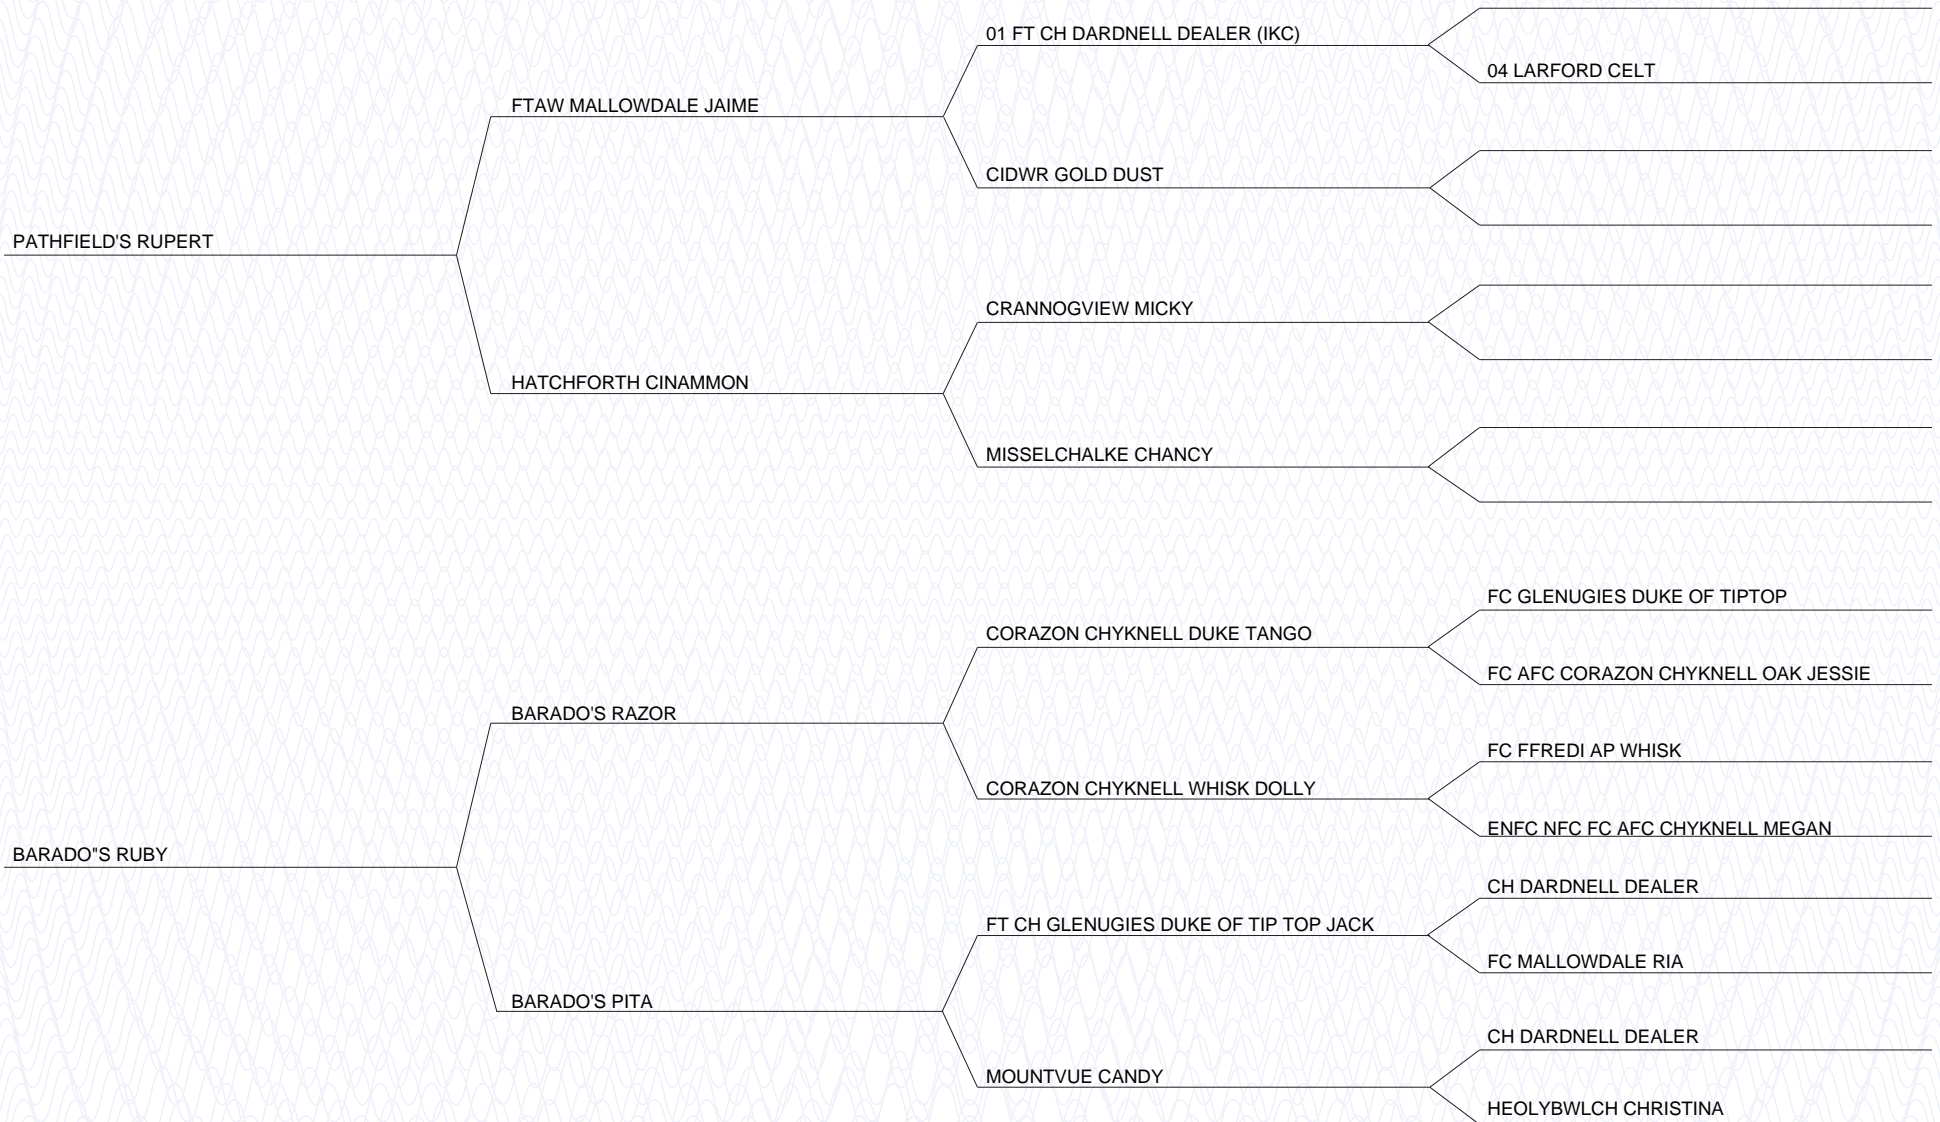 01 FT CH DARDNELL DEALER (IKC)
04 LARFORD CELT
FTAW MALLOWDALE JAIME
CIDWR GOLD DUST
PATHFIELD'S RUPERT
CRANNOGVIEW MICKY
HATCHFORTH CINAMMON
MISSELCHALKE CHANCY
FC GLENUGIES DUKE OF TIPTOP
CORAZON CHYKNELL DUKE TANGO
FC AFC CORAZON CHYKNELL OAK JESSIE
BARADO'S RAZOR
FC FFREDI AP WHISK
CORAZON CHYKNELL WHISK DOLLY
ENFC NFC FC AFC CHYKNELL MEGAN
BARADO"S RUBY
CH DARDNELL DEALER
FT CH GLENUGIES DUKE OF TIP TOP JACK
FC MALLOWDALE RIA
BARADO'S PITA
CH DARDNELL DEALER
MOUNTVUE CANDY
HEOLYBWLCH CHRISTINA